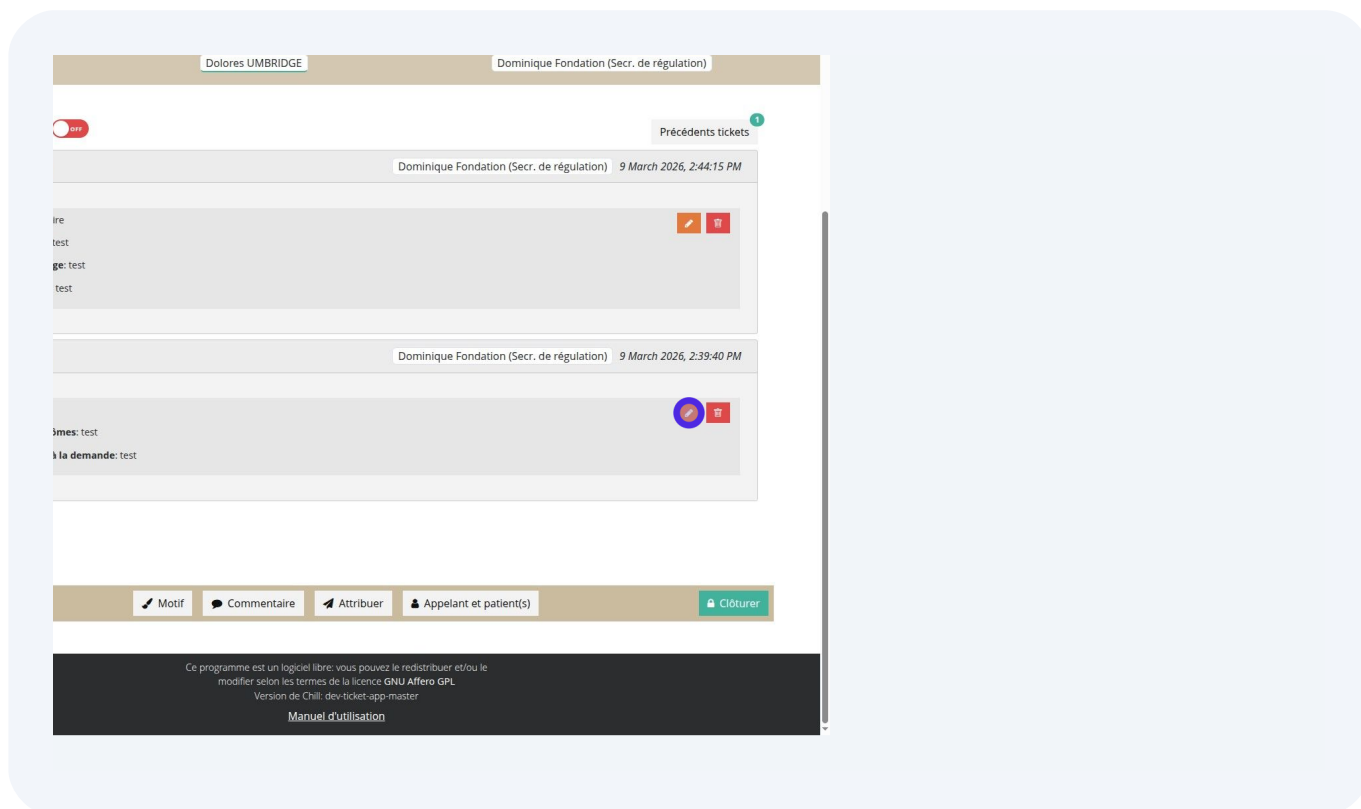 Dolores UMBRIDGE Dominique Fondation (Secr. de régulation)
OFF
1
Précédents tickets
Dominique Fondation (Secr. de régulation) 9 March 2026, 2:44:15 PM
ire
test
ge: test
test
Dominique Fondation (Secr. de régulation) 9 March 2026, 2:39:40 PM
ômes: test
à la demande: test
Motif Commentaire Attribuer Appelant et patient(s) Clôturer
Ce programme est un logiciel libre: vous pouvez le redistribuer et/ou le
modifier selon les termes de la licence GNU Affero GPL
Version de Chill: dev-ticket-app-master
Manuel d'utilisation